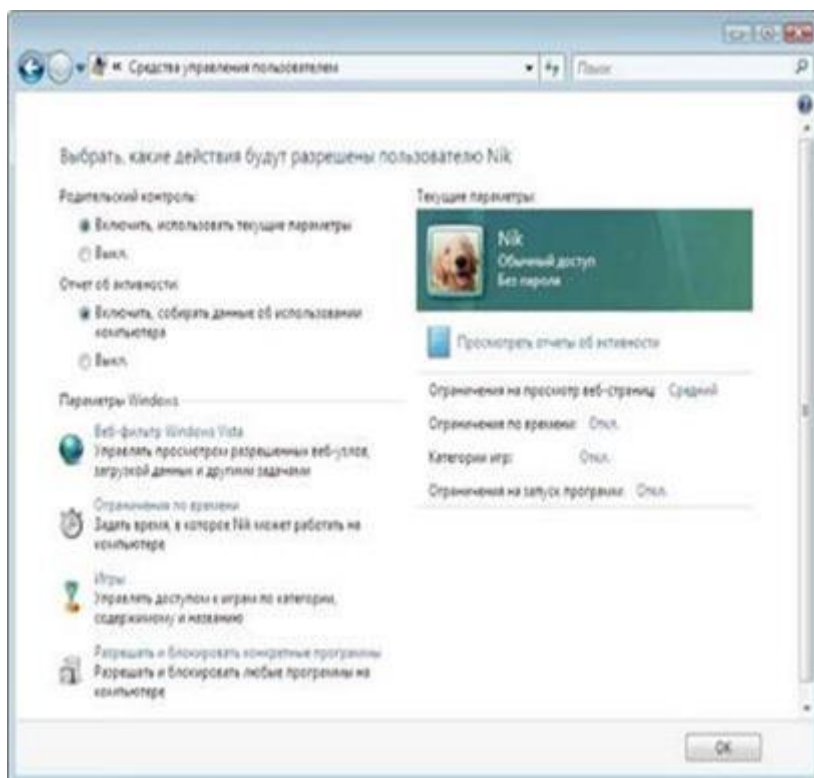 « Средства управления пользователем
Поиск
Выбрать, какие действия будут разрешены пользователю Nik
Родительский контроль:
Включить, использовать текущие параметры
Выкл.
Отчет об активности:
Включить, собирать данные об использовании
компьютера
Выкл.
Параметры Windows
Веб-фильтр Windows Vista
Управлять просмотром разрешенных веб-узлов,
загрузкой данных и другими задачами
Ограничения по времени
Задать время, в которое Nik может работать на
компьютере
Игры
Управлять доступом к играм по категории,
содержимому и названию
Разрешать и блокировать конкретные программы
Разрешать и блокировать любые программы на
компьютере
Текущие параметры:
Nik
Обычный доступ
Без пароля
Просмотреть отчеты об активности
Ограничения на просмотр веб-страниц: Средний
Ограничения по времени: Откл.
Категории игр: Откл.
Ограничения на запуск программ: Откл.
OK